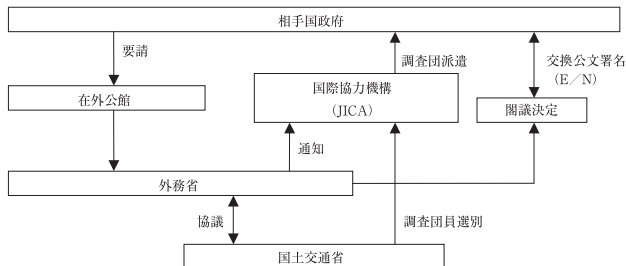 相手国政府
要請
調査団派遣
交換公文署名
（E／N）
在外公館
国際協力機構
（JICA）
閣議決定
通知
外務省
協議
調査団員選別
国土交通省